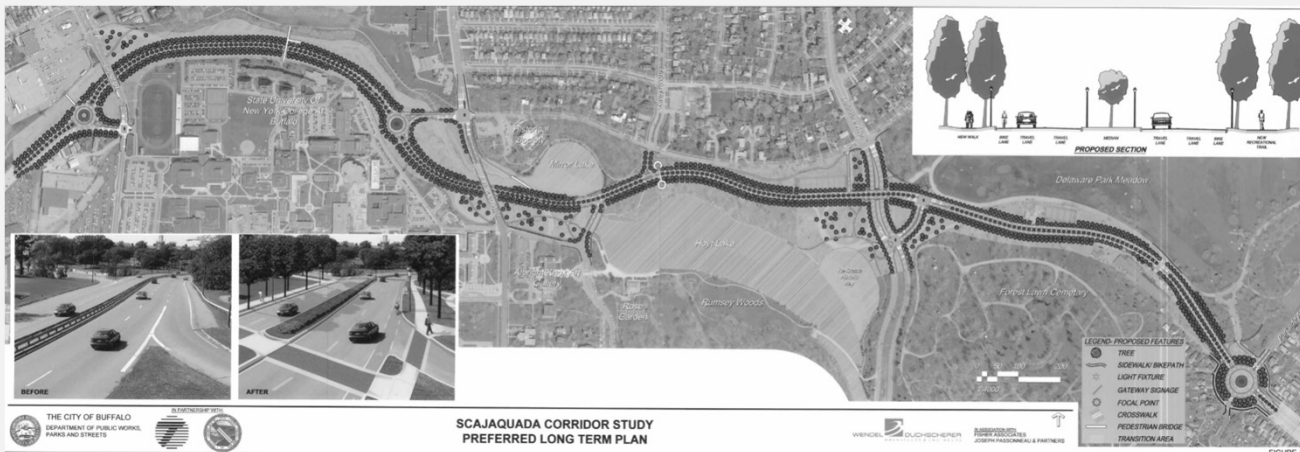 State University Of
New York College At
Buffalo
Mirror Lake
Hoyt Lake
Rose
Garden
Rumsey Woods
Delaware Park Meadow
Forest Lawn Cemetery
NEW WALK
BIKE
LANE
TRAVEL
LANE
TRAVEL
LANE
MEDIAN
TRAVEL
LANE
TRAVEL
LANE
BIKE
LANE
NEW
RECREATIONAL
TRAIL
PROPOSED SECTION
BEFORE
AFTER
LEGEND- PROPOSED FEATURES
TREE
SIDEWALK/ BIKEPATH
LIGHT FIXTURE
GATEWAY SIGNAGE
FOCAL POINT
CROSSWALK
PEDESTRIAN BRIDGE
TRANSITION AREA
THE CITY OF BUFFALO
DEPARTMENT OF PUBLIC WORKS,
PARKS AND STREETS
IN PARTNERSHIP WITH:
SCAJAQUADA CORRIDOR STUDY
PREFERRED LONG TERM PLAN
WENDEL DUCHSCHERER
IN ASSOCIATION WITH:
FISHER ASSOCIATES
JOSEPH PASSONNEAU & PARTNERS
FIGURE